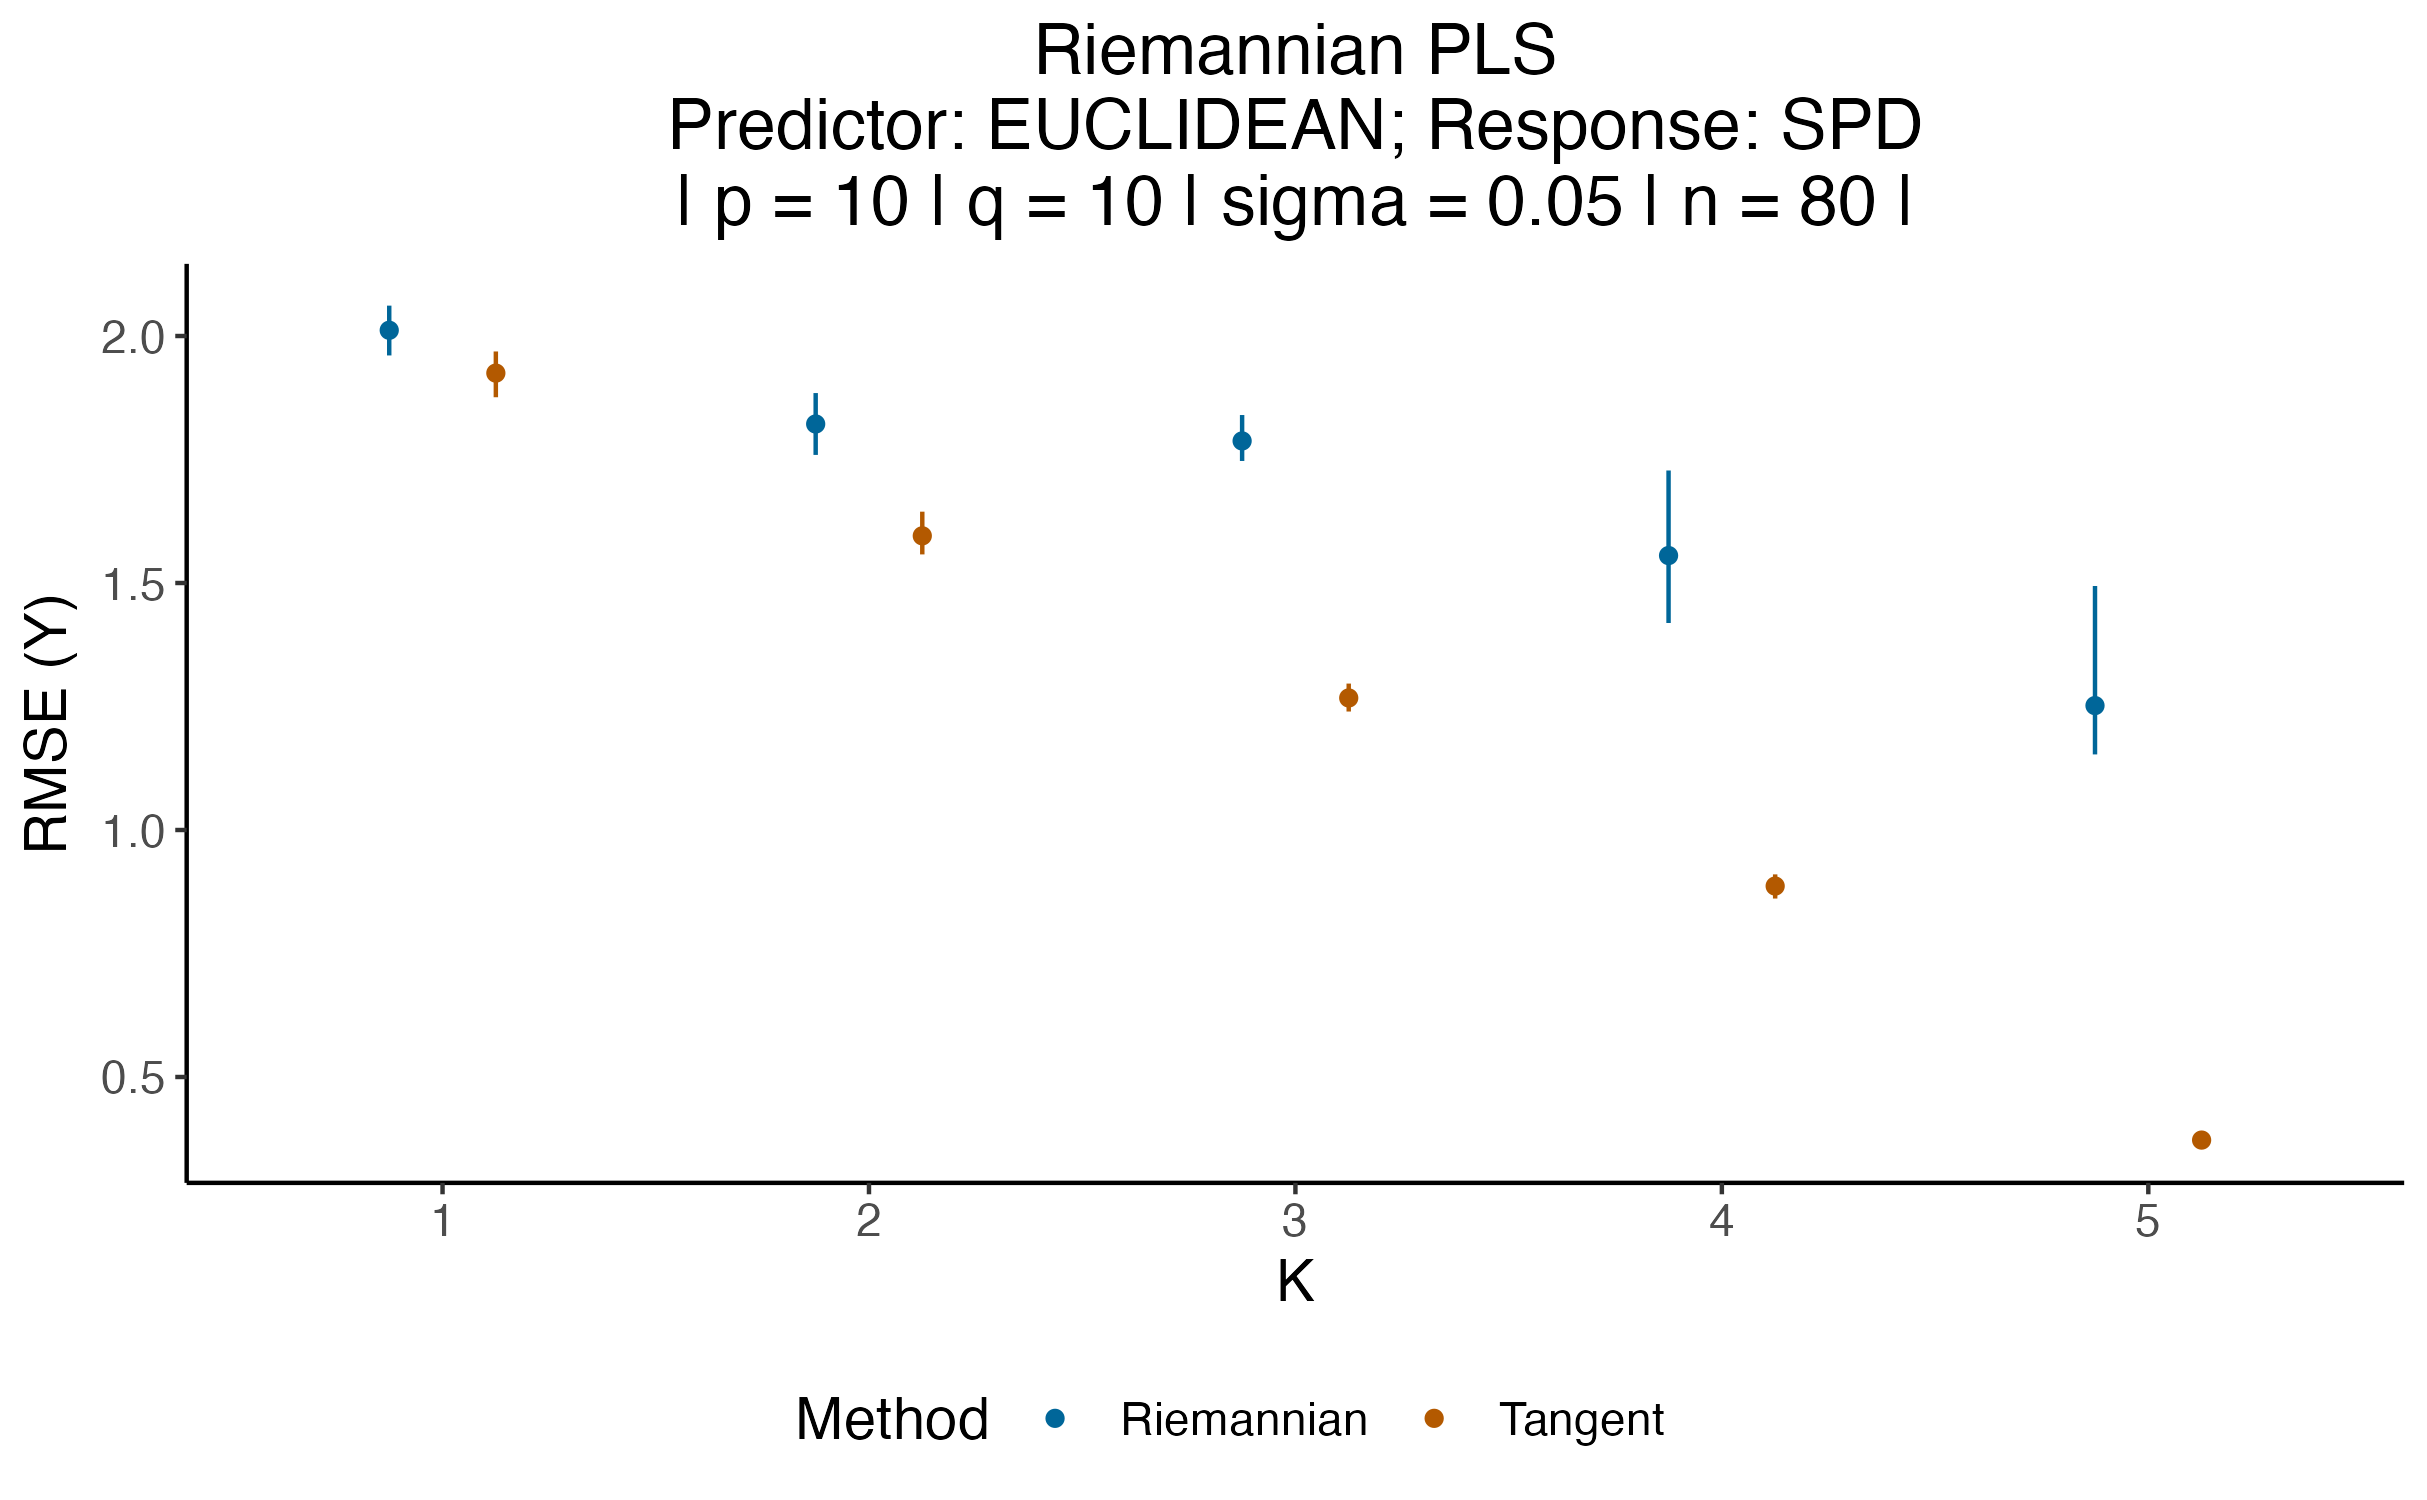 Riemannian PLS
Predictor: EUCLIDEAN; Response: SPD
| p = 10 | q = 10 | sigma = 0.05 | n = 80 |
RMSE (Y)
2.0
1.5
1.0
0.5
1 2 3 4 5
K
Method Riemannian Tangent